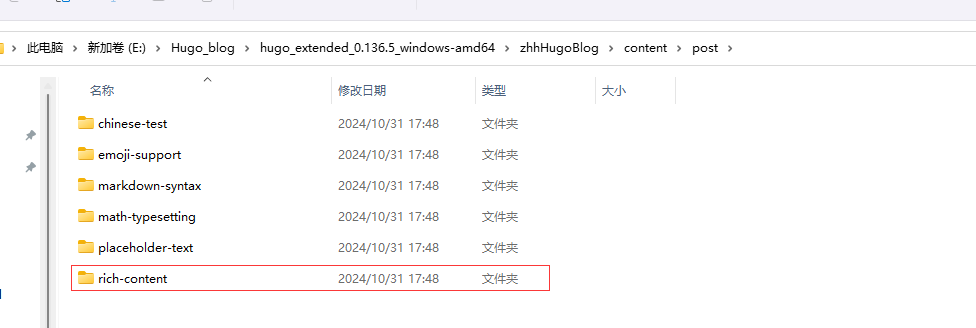 此电脑 > 新加卷 (E:) > Hugo_blog > hugo_extended_0.136.5_windows-amd64 > zhhHugoBlog > content > post >
名称 修改日期 类型 大小
chinese-test 2024/10/31 17:48 文件夹
emoji-support 2024/10/31 17:48 文件夹
markdown-syntax 2024/10/31 17:48 文件夹
math-typesetting 2024/10/31 17:48 文件夹
placeholder-text 2024/10/31 17:48 文件夹
rich-content 2024/10/31 17:48 文件夹